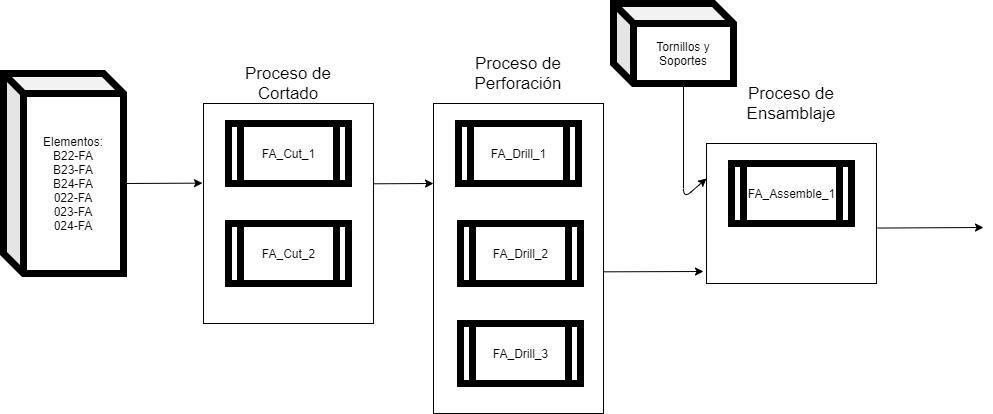 Elementos:
B22-FA
B23-FA
B24-FA
022-FA
023-FA
024-FA
Proceso de
Cortado
FA_Cut_1
FA_Cut_2
Proceso de
Perforación
FA_Drill_1
FA_Drill_2
FA_Drill_3
Tornillos y
Soportes
Proceso de
Ensamblaje
FA_Assemble_1